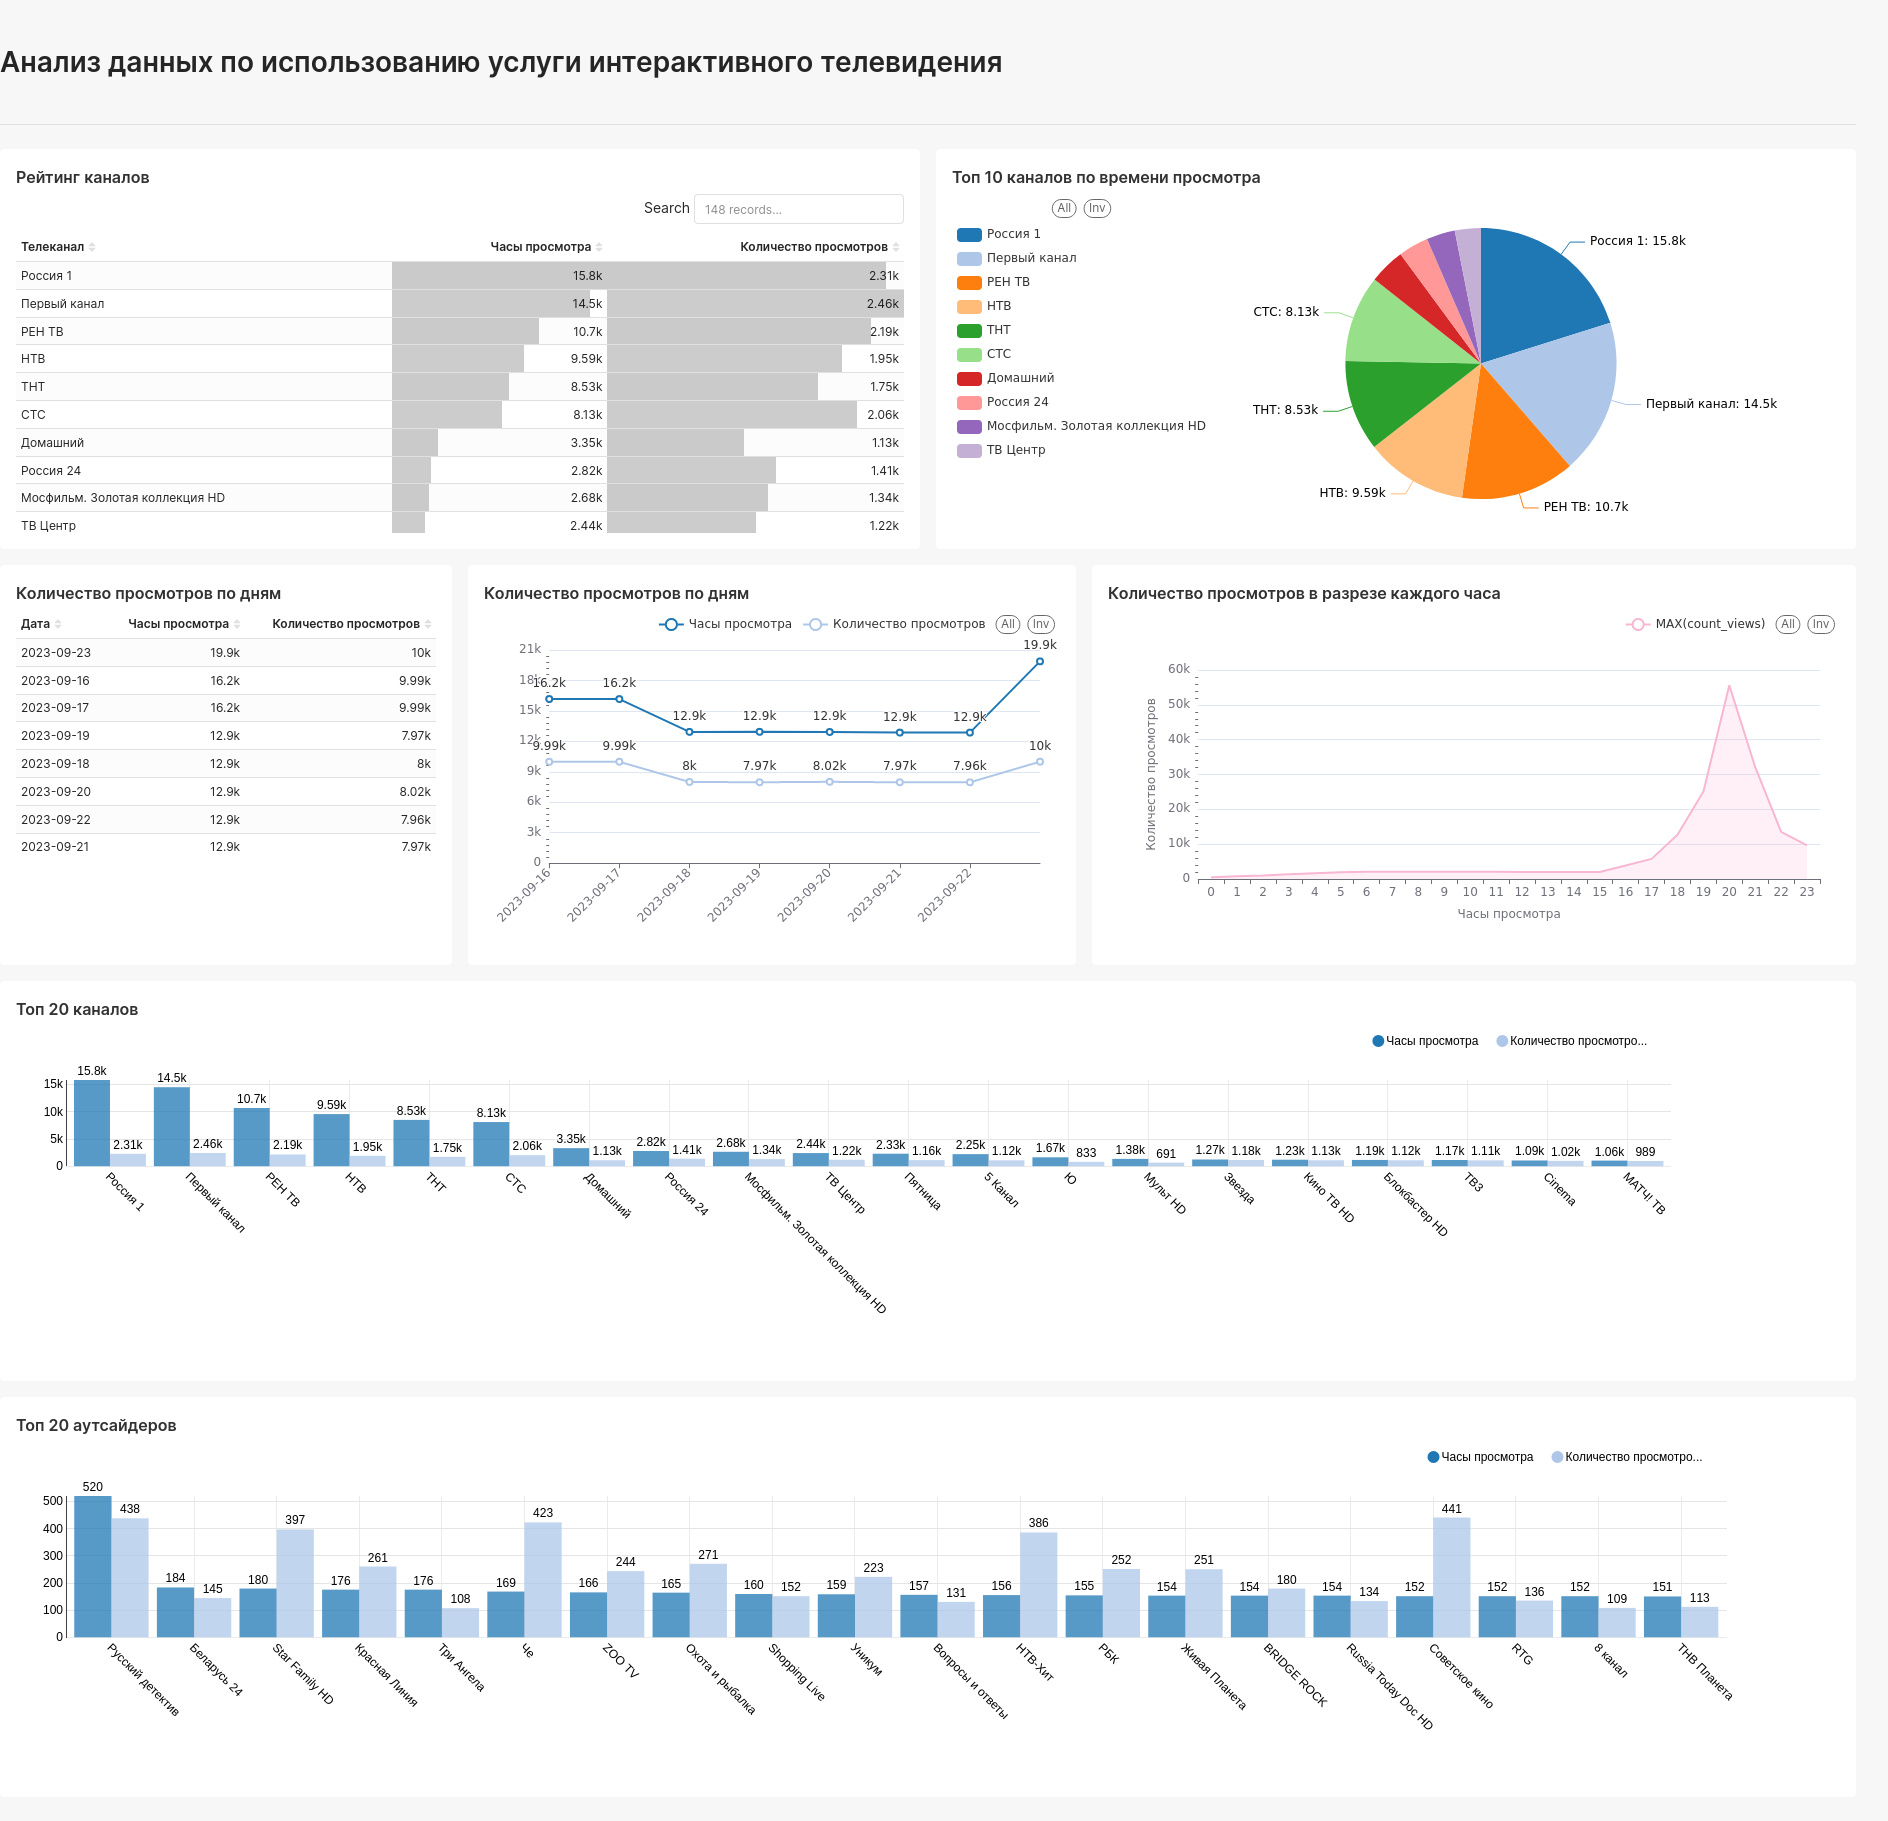 Анализ данных по использованию услуги интерактивного телевидения
Рейтинг каналов
Search 148 records...
Телеканал Часы просмотра Количество просмотров
Россия 1 15.8k 2.31k
Первый канал 14.5k 2.46k
РЕН ТВ 10.7k 2.19k
НТВ 9.59k 1.95k
ТНТ 8.53k 1.75k
СТС 8.13k 2.06k
Домашний 3.35k 1.13k
Россия 24 2.82k 1.41k
Мосфильм. Золотая коллекция HD 2.68k 1.34k
ТВ Центр 2.44k 1.22k
Топ 10 каналов по времени просмотра
All Inv
Россия 1
Первый канал
РЕН ТВ
НТВ
ТНТ
СТС
Домашний
Россия 24
Мосфильм. Золотая коллекция HD
ТВ Центр
Россия 1: 15.8k
СТС: 8.13k
Первый канал: 14.5k
ТНТ: 8.53k
НТВ: 9.59k
РЕН ТВ: 10.7k
Количество просмотров по дням
Дата Часы просмотра Количество просмотров
2023-09-23 19.9k 10k
2023-09-16 16.2k 9.99k
2023-09-17 16.2k 9.99k
2023-09-19 12.9k 7.97k
2023-09-18 12.9k 8k
2023-09-20 12.9k 8.02k
2023-09-22 12.9k 7.96k
2023-09-21 12.9k 7.97k
Количество просмотров по дням
Часы просмотра Количество просмотров All Inv
21k
18k
15k
12k
9k
6k
3k
0
16.2k 16.2k 12.9k 12.9k 12.9k 12.9k 12.9k 19.9k
9.99k 9.99k 8k 7.97k 8.02k 7.97k 7.96k 10k
2023-09-16 2023-09-17 2023-09-18 2023-09-19 2023-09-20 2023-09-21 2023-09-22
Количество просмотров в разрезе каждого часа
MAX(count_views) All Inv
Количество просмотров
60k
50k
40k
30k
20k
10k
0
0 1 2 3 4 5 6 7 8 9 10 11 12 13 14 15 16 17 18 19 20 21 22 23
Часы просмотра
Топ 20 каналов
Часы просмотра Количество просмотро...
15k
10k
5k
0
15.8k 2.31k 14.5k 2.46k 10.7k 2.19k 9.59k 1.95k 8.53k 1.75k 8.13k 2.06k 3.35k 1.13k 2.82k 1.41k 2.68k 1.34k 2.44k 1.22k 2.33k 1.16k 2.25k 1.12k 1.67k 833 1.38k 691 1.27k 1.18k 1.23k 1.13k 1.19k 1.12k 1.17k 1.11k 1.09k 1.02k 1.06k 989
Россия 1
Первый канал
РЕН ТВ
НТВ
ТНТ
СТС
Домашний
Россия 24
Мосфильм. Золотая коллекция HD
ТВ Центр
Пятница
5 Канал
Ю
Мульт HD
Звезда
Кино ТВ HD
Блокбастер HD
ТВ3
Cinema
МАТЧ! ТВ
Топ 20 аутсайдеров
Часы просмотра Количество просмотро...
500
400
300
200
100
0
520 438 184 145 180 397 176 261 176 108 169 423 166 244 165 271 160 152 159 223 157 131 156 386 155 252 154 251 154 180 154 134 152 441 152 136 152 109 151 113
Русский детектив
Беларусь 24
Star Family HD
Красная Линия
Три Ангела
Че
ZOO TV
Охота и рыбалка
Shopping Live
Уникум
Вопросы и ответы
НТВ-Хит
РБК
Живая Планета
BRIDGE ROCK
Russia Today Doc HD
Советское кино
RTG
8 канал
ТНВ Планета